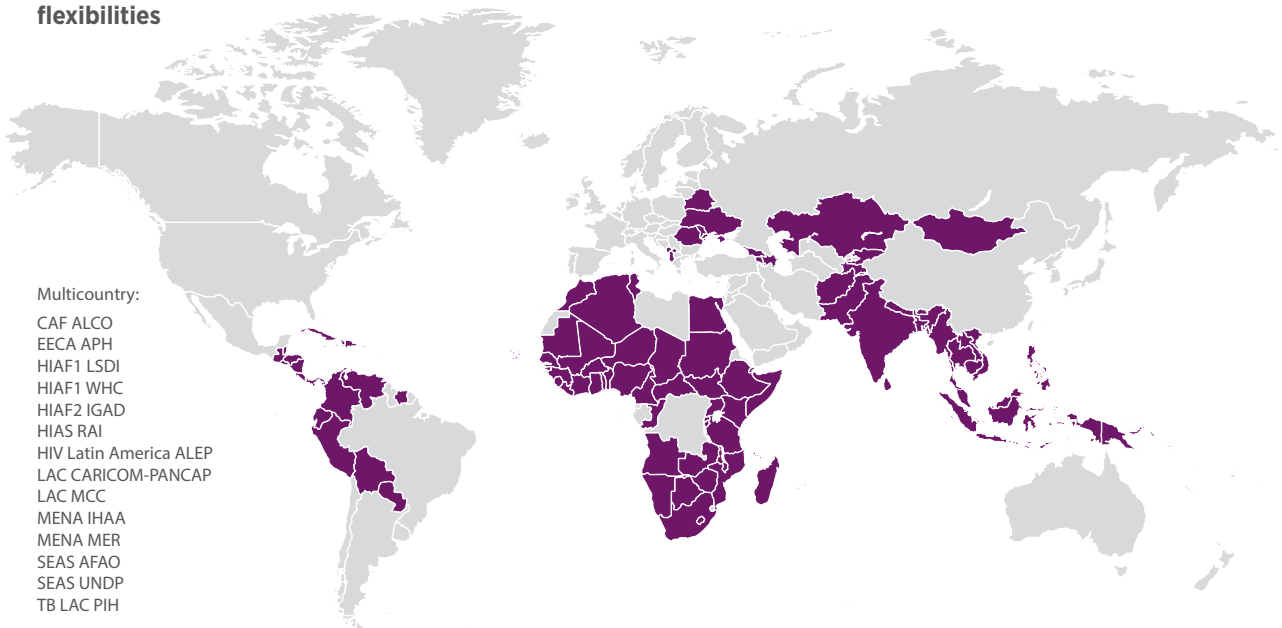 flexibilities
Multicountry:
CAF ALCO
EECA APH
HIAF1 LSDI
HIAF1 WHC
HIAF2 IGAD
HIAS RAI
HIV Latin America ALEP
LAC CARICOM-PANCAP
LAC MCC
MENA IHAA
MENA MER
SEAS AFAO
SEAS UNDP
TB LAC PIH